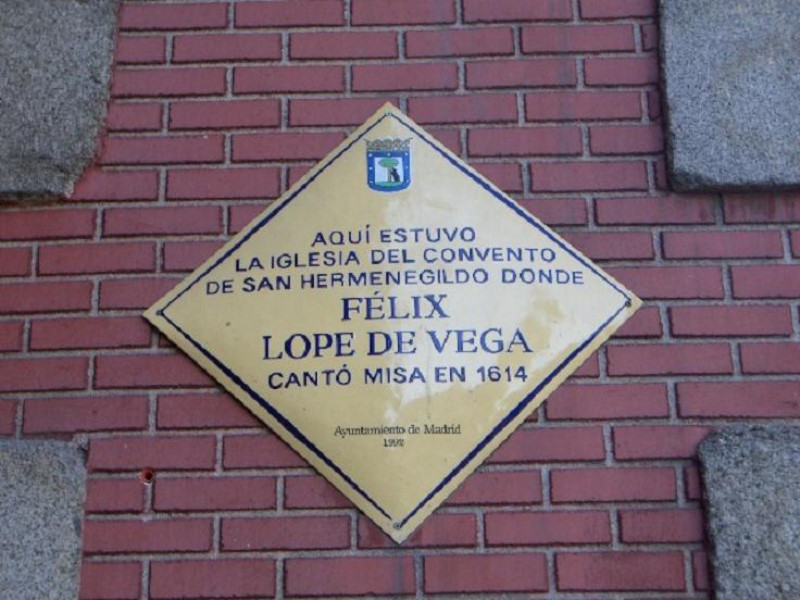 AQUÍ ESTUVO
LA IGLESIA DEL CONVENTO
DE SAN HERMENEGILDO DONDE
FÉLIX
LOPE DE VEGA
CANTÓ MISA EN 1614
Ayuntamiento de Madrid
1992